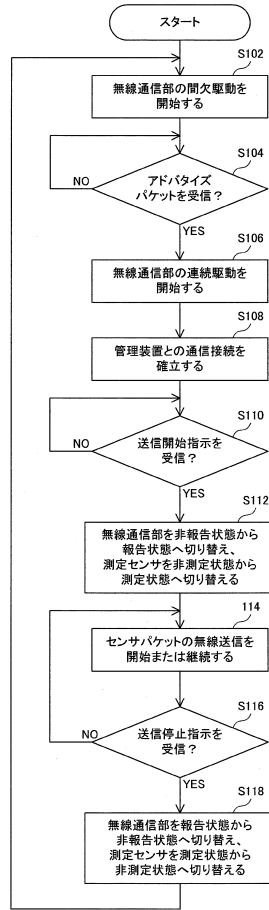 スタート
S102
無線通信部の間欠駆動を
開始する
S104
アドバタイズ
パケットを受信?
NO
YES
S106
無線通信部の連続駆動を
開始する
S108
管理装置との通信接続を
確立する
S110
送信開始指示を
受信?
NO
YES
S112
無線通信部を非報告状態から
報告状態へ切り替え、
測定センサを非測定状態から
測定状態へ切り替える
114
センサパケットの無線送信を
開始または継続する
S116
送信停止指示を
受信?
NO
YES
S118
無線通信部を報告状態から
非報告状態へ切り替え、
測定センサを測定状態から
非測定状態へ切り替える